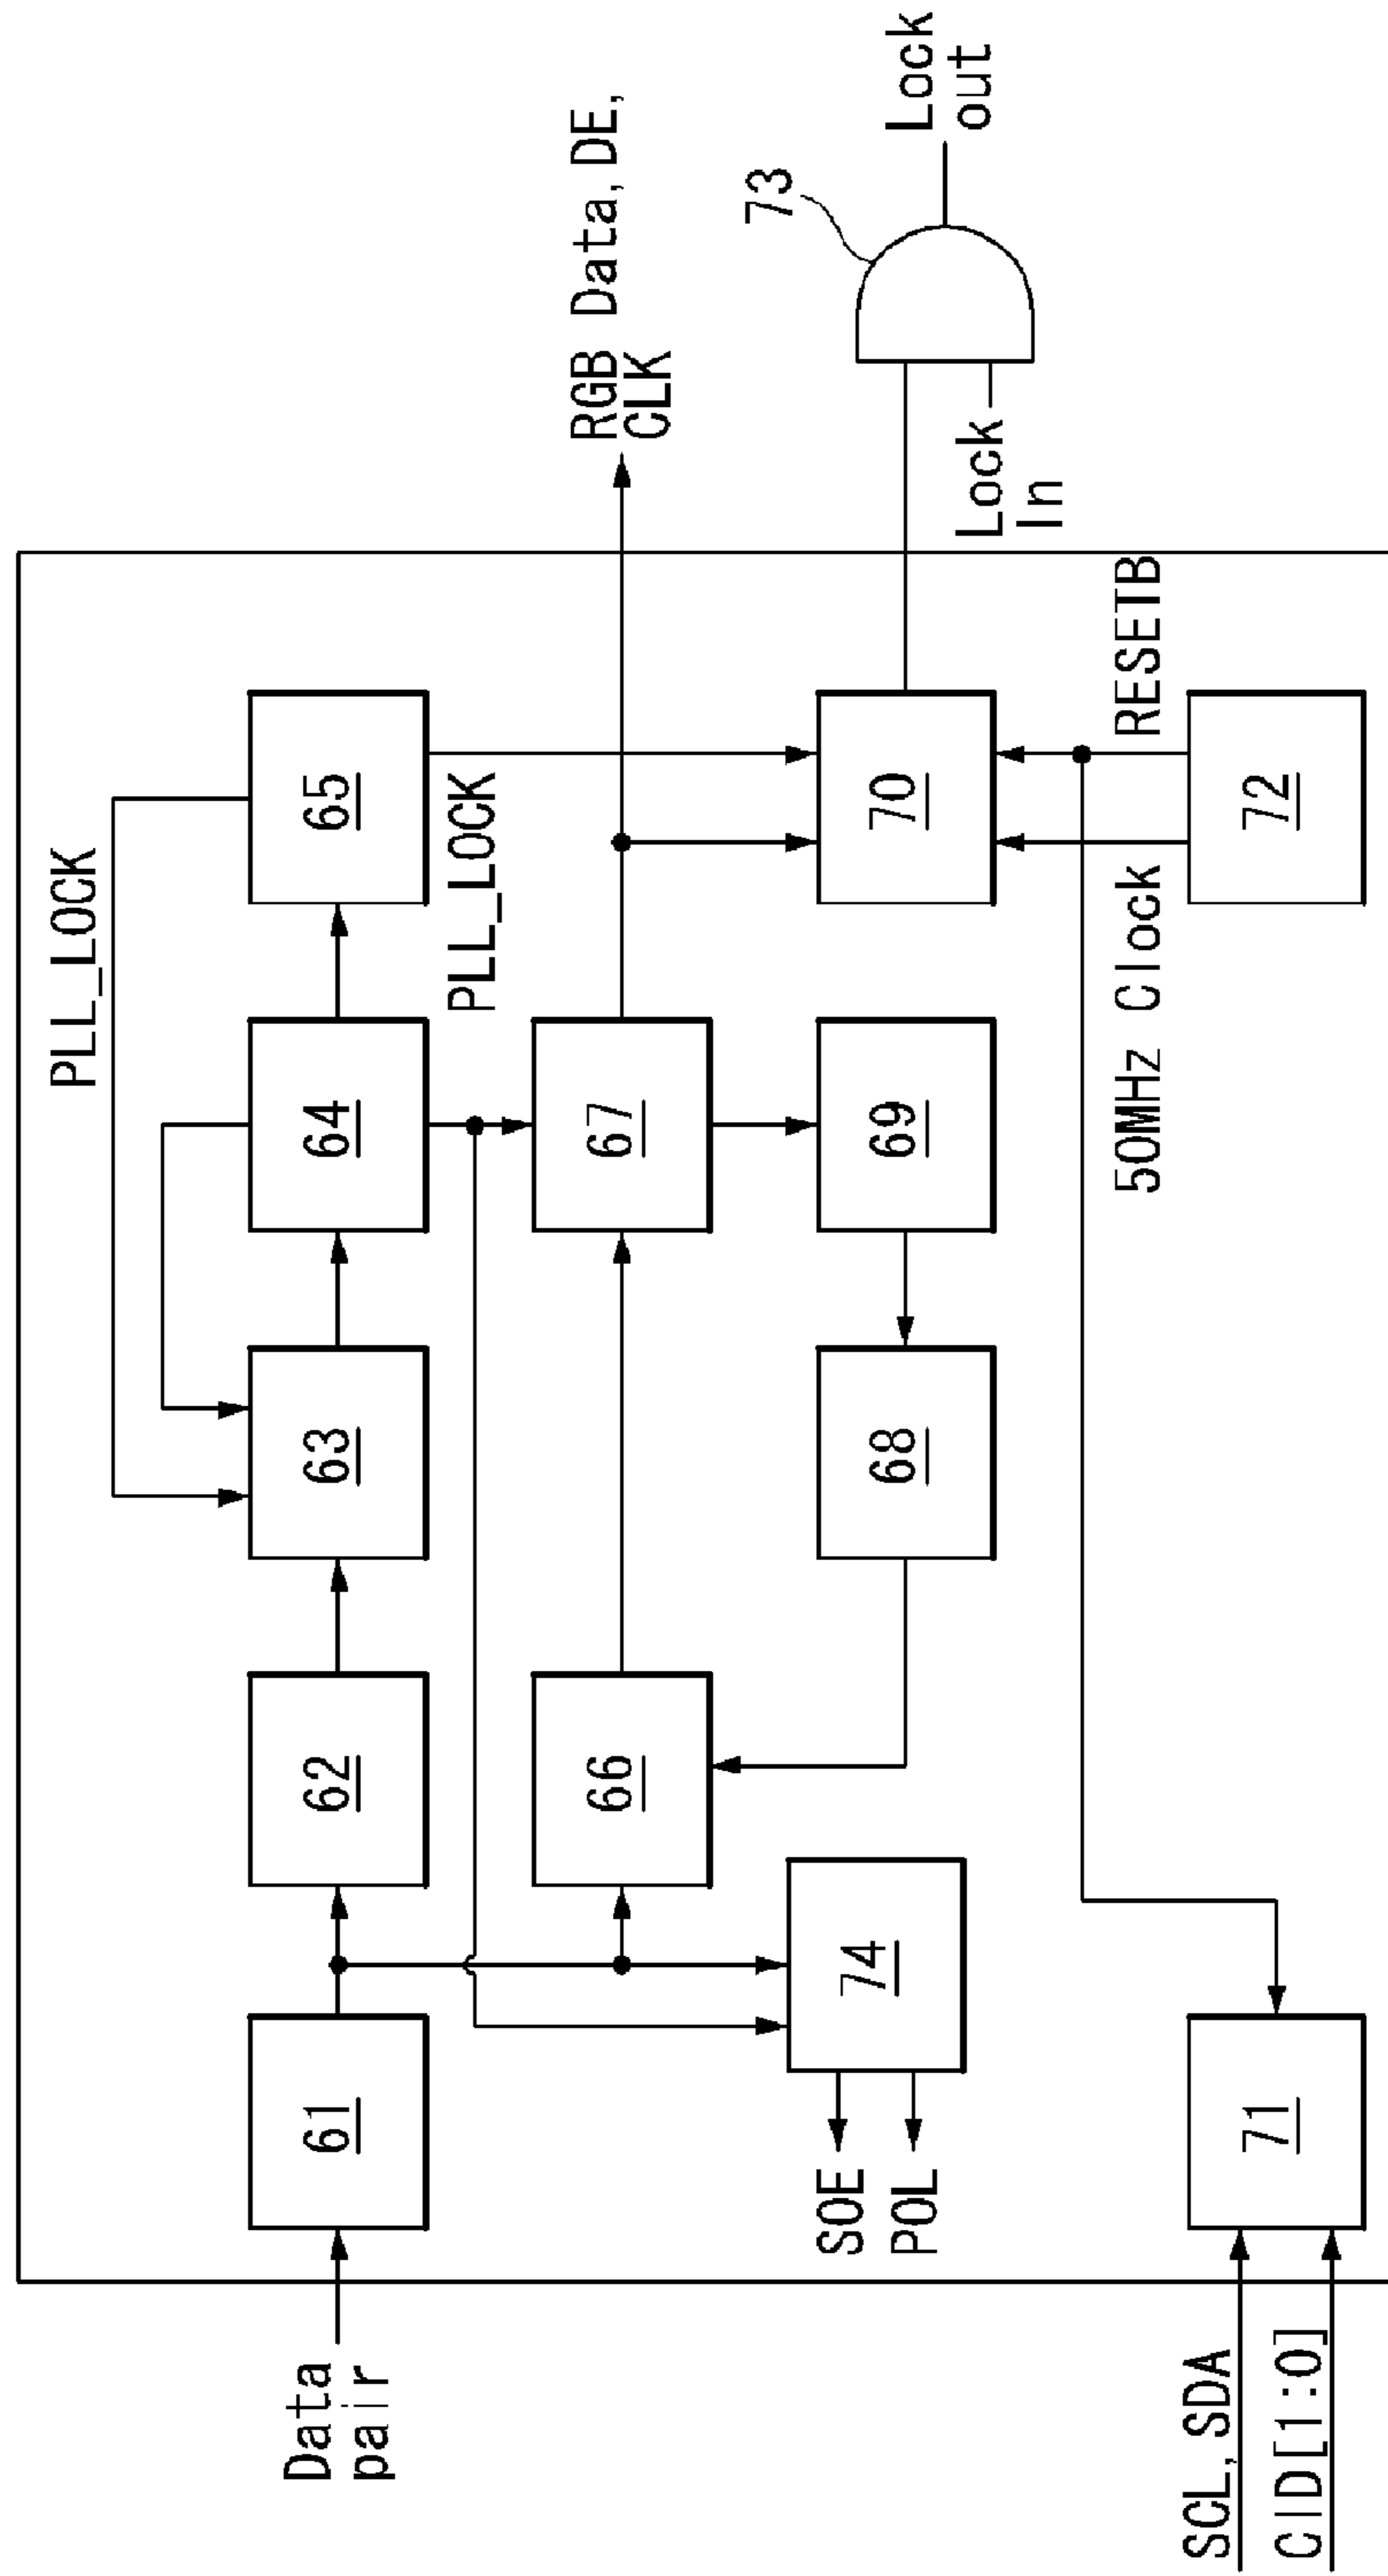 PLL_LOCK
Data
pair
61
62
63
64
65
PLL_LOCK
RGB Data, DE,
CLK
66
67
SOE
POL
74
68
69
70
73
Lock
out
Lock
In
SCL, SDA
CID[1:0]
71
50MHz Clock
RESETB
72